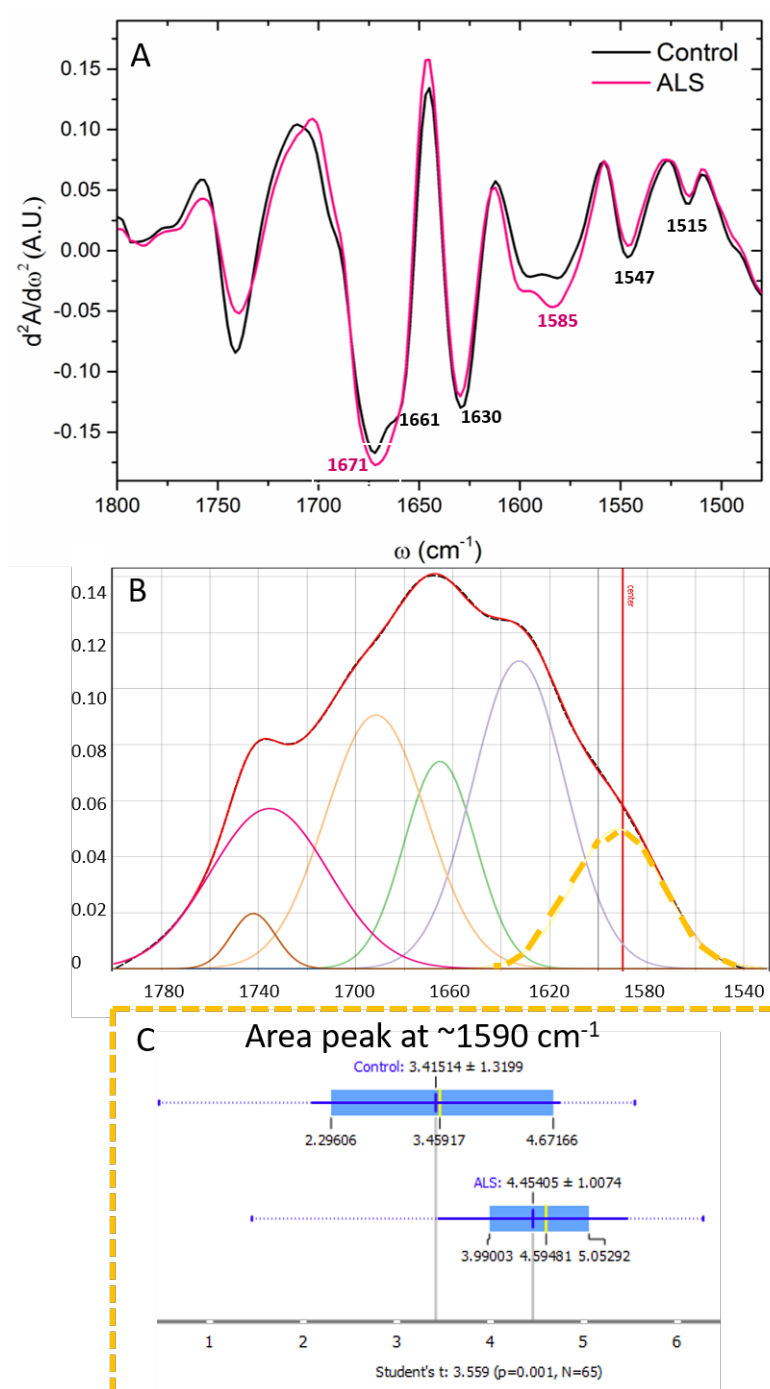 A
Control
ALS
0.15
0.10
0.05
0.00
-0.05
-0.10
-0.15
d²A/dω² (A.U.)
1515
1547
1585
1661
1630
1671
1800 1750 1700 1650 1600 1550 1500
ω (cm⁻¹)
B
center
0.14
0.12
0.10
0.08
0.06
0.04
0.02
0
1780 1740 1700 1660 1620 1580 1540
C
Area peak at ~1590 cm⁻¹
Control: 3.41514 ± 1.3199
2.29606 3.45917 4.67166
ALS: 4.45405 ± 1.0074
3.99003 4.59481 5.05292
1 2 3 4 5 6
Student's t: 3.559 (p=0.001, N=65)